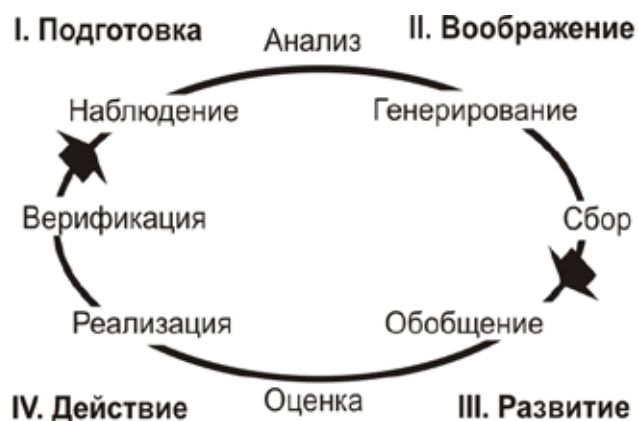 I. Подготовка
Анализ
II. Воображение
Наблюдение
Генерирование
Верификация
Сбор
Реализация
Обобщение
IV. Действие
Оценка
III. Развитие